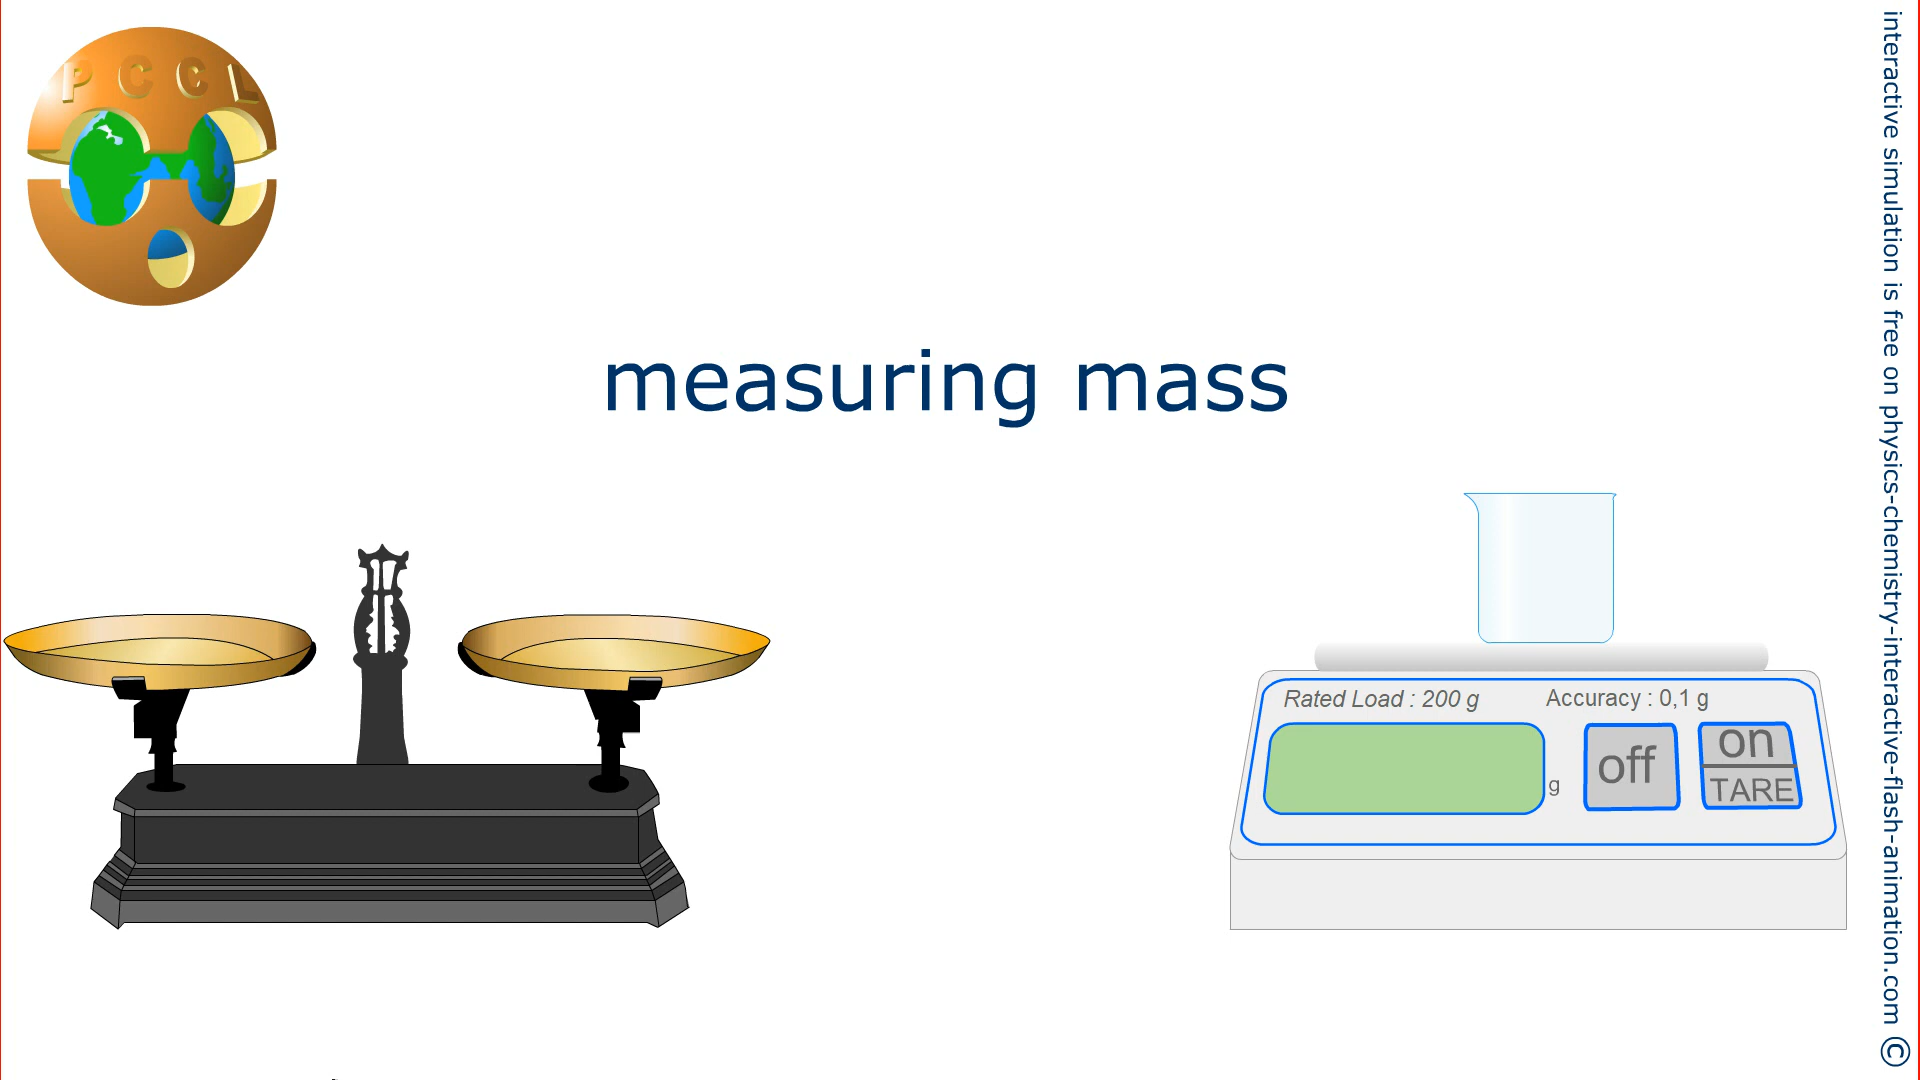 P C C L
measuring mass
Rated Load : 200 g
Accuracy : 0,1 g
g
off
on
TARE
interactive simulation is free on physics-chemistry-interactive-flash-animation.com ©